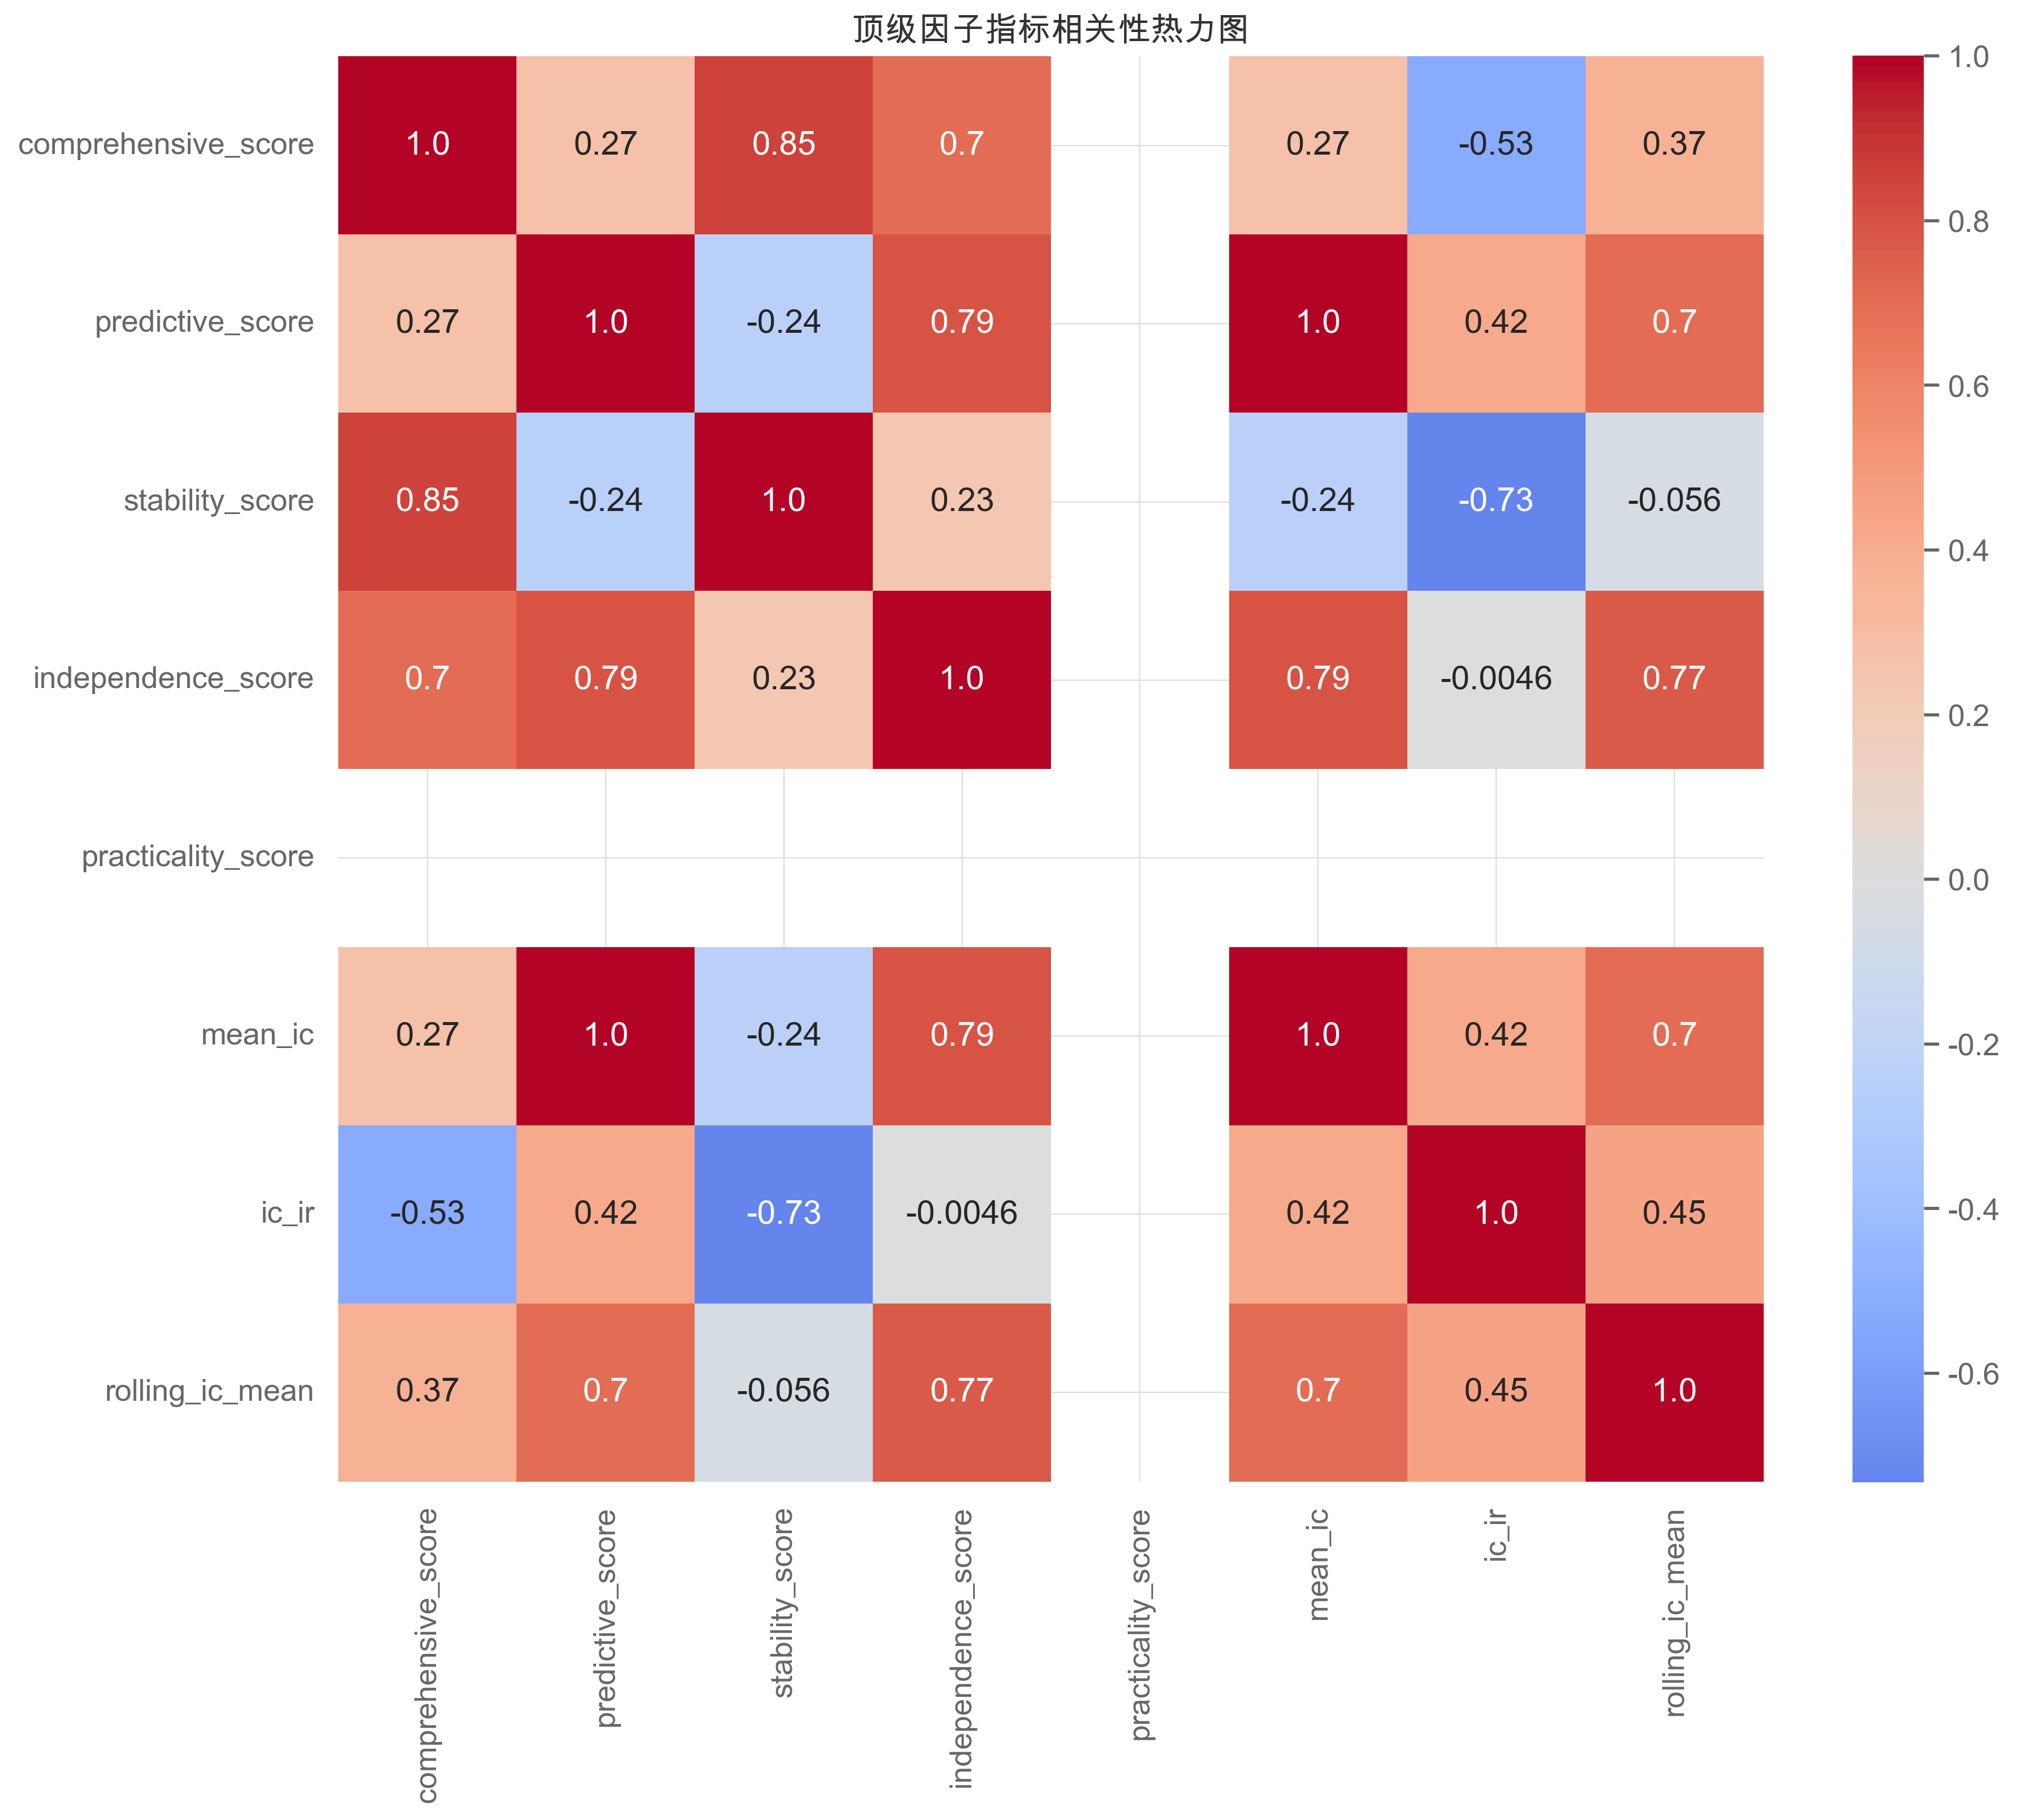 顶级因子指标相关性热力图
comprehensive_score 1.0 0.27 0.85 0.7 0.27 -0.53 0.37
predictive_score 0.27 1.0 -0.24 0.79 1.0 0.42 0.7
stability_score 0.85 -0.24 1.0 0.23 -0.24 -0.73 -0.056
independence_score 0.7 0.79 0.23 1.0 0.79 -0.0046 0.77
practicality_score
mean_ic 0.27 1.0 -0.24 0.79 1.0 0.42 0.7
ic_ir -0.53 0.42 -0.73 -0.0046 0.42 1.0 0.45
rolling_ic_mean 0.37 0.7 -0.056 0.77 0.7 0.45 1.0
comprehensive_score
predictive_score
stability_score
independence_score
practicality_score
mean_ic
ic_ir
rolling_ic_mean
1.0
0.8
0.6
0.4
0.2
0.0
-0.2
-0.4
-0.6